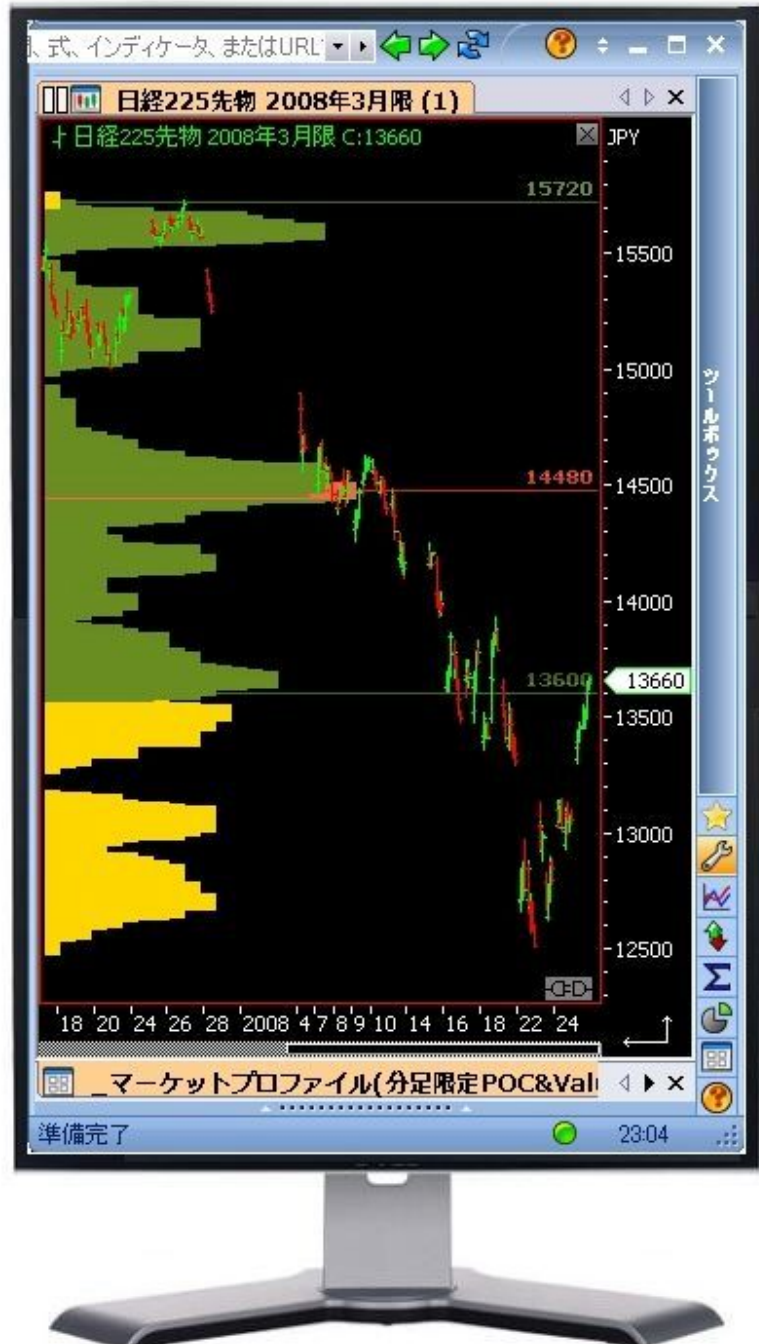 、式、インディケータ、またはURL
日経225先物 2008年3月限 (1)
日経225先物 2008年3月限 C:13660
JPY
15720
15500
15000
ツールボックス
14480
14500
14000
13600
13660
13500
13000
12500
18 20 24 26 28 2008 4 7 8 9 10 14 16 18 22 24
_マーケットプロファイル(分足限定POC&Val
準備完了
23:04